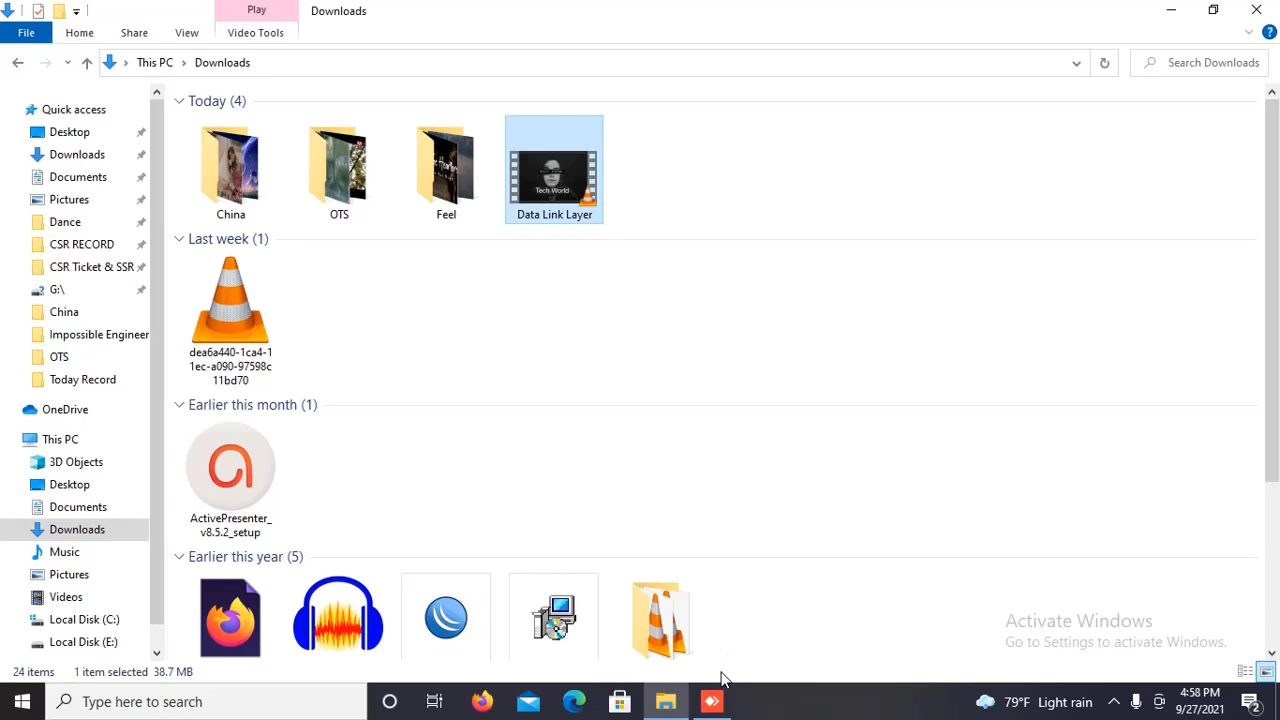 Play
Downloads
File
Home
Share
View
Video Tools
This PC
Downloads
Search Downloads
Quick access
Desktop
Downloads
Documents
Pictures
Dance
CSR RECORD
CSR Ticket & SSR
G:\
China
Impossible Engineer
OTS
Today Record
OneDrive
This PC
3D Objects
Desktop
Documents
Downloads
Music
Pictures
Videos
Local Disk (C:)
Local Disk (E:)
Today (4)
China
OTS
Feel
Tech World
Data Link Layer
Last week (1)
dea6a440-1ca4-1
1ec-a090-97598c
11bd70
Earlier this month (1)
ActivePresenter_
v8.5.2_setup
Earlier this year (5)
Activate Windows
Go to Settings to activate Windows.
24 items
1 item selected 38.7 MB
Type here to search
79°F Light rain
4:58 PM
9/27/2021
2